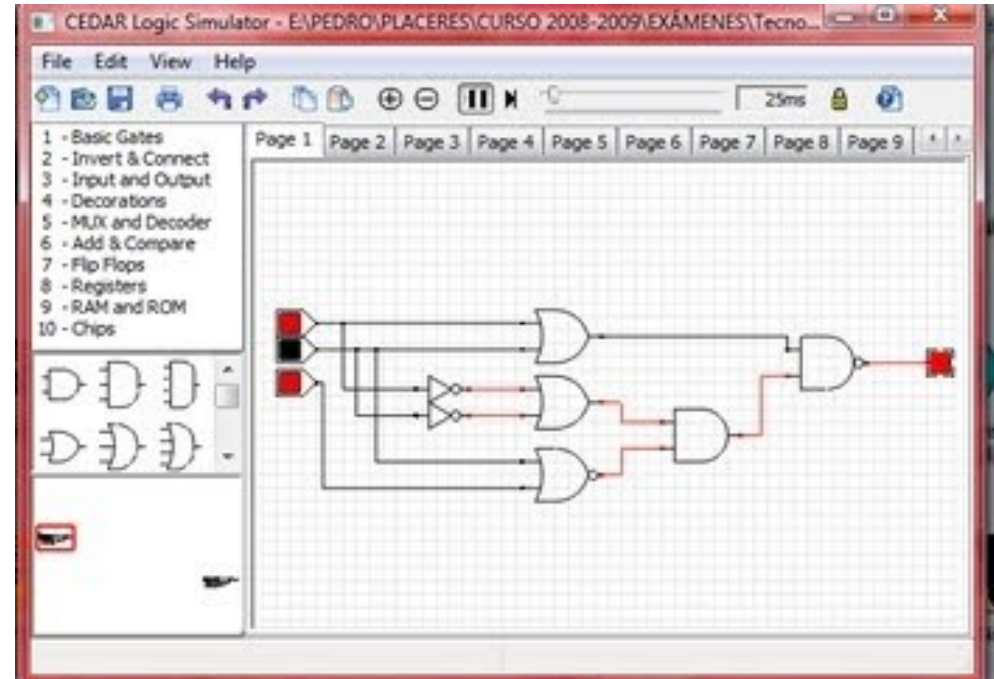 CEDAR Logic Simulator - E:\PEDRO\PLACERES\CURSO 2008-2009\EXÁMENES\Tecno...
File Edit View Help
25ms
1 - Basic Gates
2 - Invert & Connect
3 - Input and Output
4 - Decorations
5 - MUX and Decoder
6 - Add & Compare
7 - Flip Flops
8 - Registers
9 - RAM and ROM
10 - Chips
Page 1 Page 2 Page 3 Page 4 Page 5 Page 6 Page 7 Page 8 Page 9